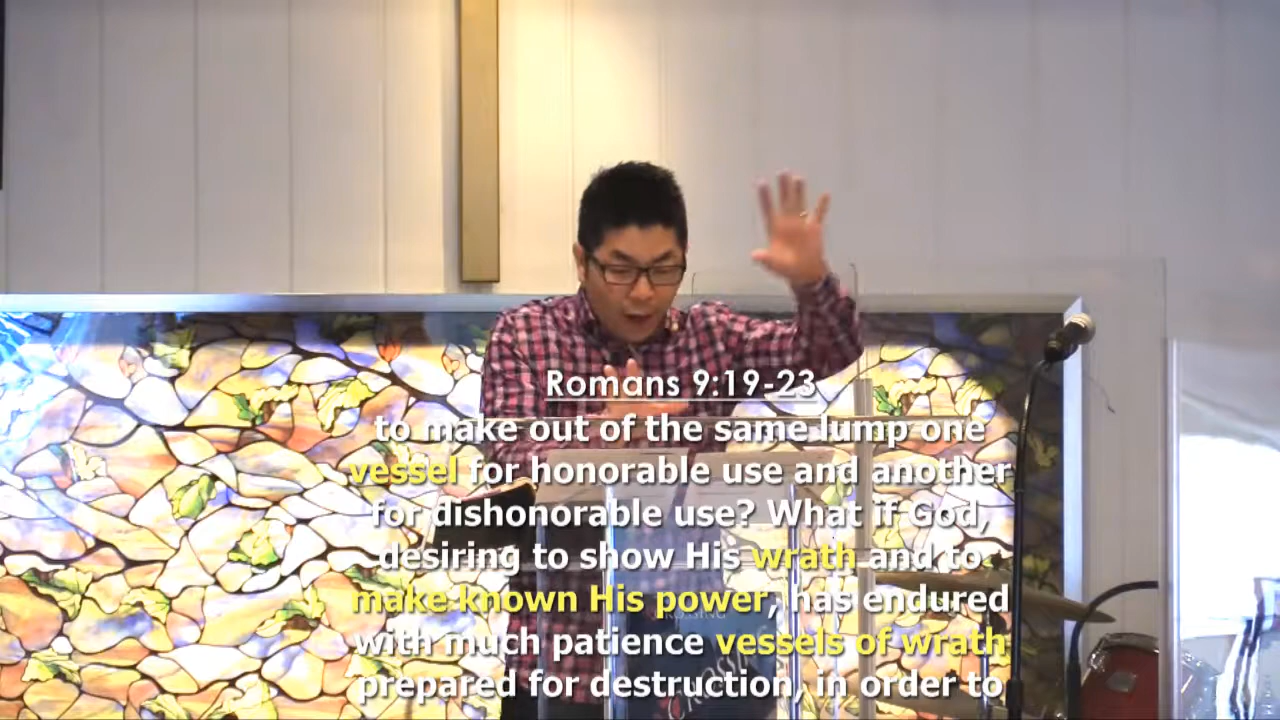 Romans 9:19-23
to make out of the same lump one
vessel for honorable use and another
for dishonorable use? What if God,
desiring to show His wrath and to
make known His power, has endured
with much patience vessels of wrath
prepared for destruction, in order to